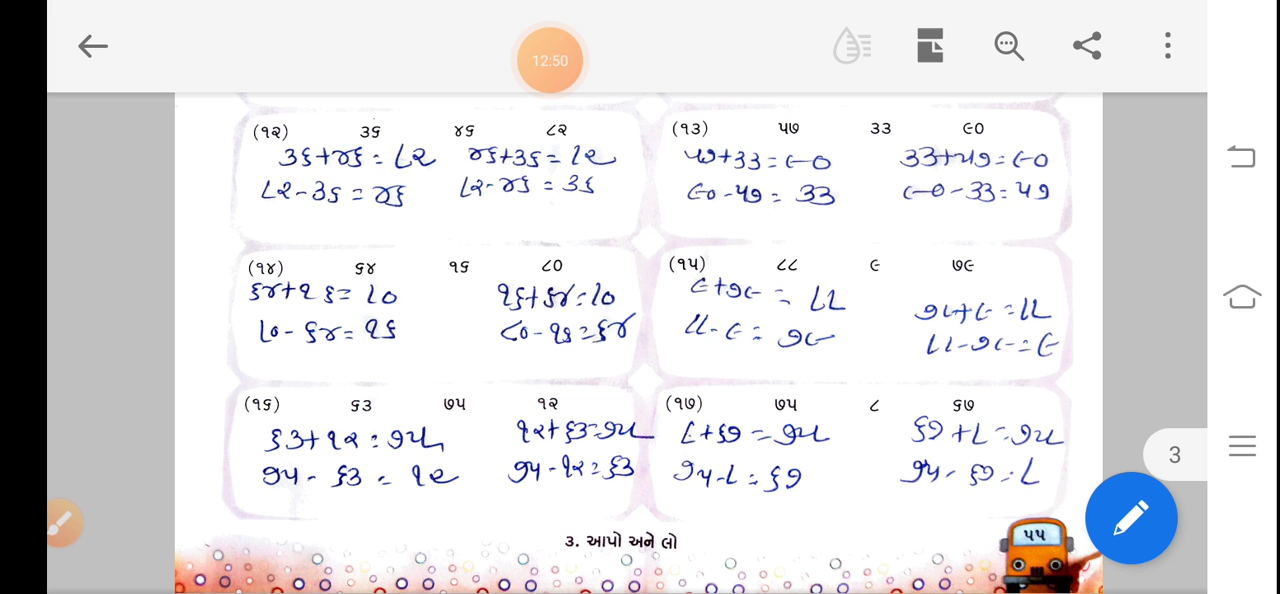 12:50
(૧૨) ૩૬ ૪૬ ૮૨
૩૬+૪૬=૮૨ ૪૬+૩૬=૮૨
૮૨-૩૬=૪૬ ૮૨-૪૬=૩૬
(૧૩) ૫૭ ૩૩ ૯૦
૫૭+૩૩=૯૦ ૩૩+૫૭=૯૦
૯૦-૫૭=૩૩ ૯૦-૩૩=૫૭
(૧૪) ૬૪ ૧૬ ૮૦
૬૪+૧૬=૮૦ ૧૬+૬૪=૮૦
૮૦-૬૪=૧૬ ૮૦-૧૬=૬૪
(૧૫) ૮૮ ૯ ૭૯
૯+૭૯=૮૮ ૭૯+૯=૮૮
૮૮-૯=૭૯ ૮૮-૭૯=૯
(૧૬) ૬૩ ૭૫ ૧૨
૬૩+૧૨=૭૫ ૧૨+૬૩=૭૫
૭૫-૬૩=૧૨ ૭૫-૧૨=૬૩
(૧૭) ૭૫ ૮ ૬૭
૮+૬૭=૭૫ ૬૭+૮=૭૫
૭૫-૮=૬૭ ૭૫-૬૭=૮
3
૩. આપો અને લો
૫૫